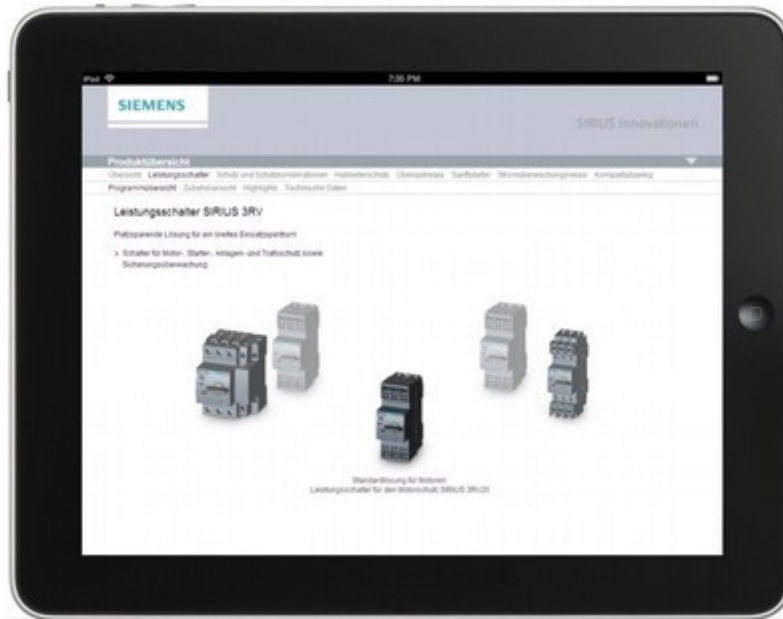 iPad 7:35 PM
SIEMENS
SIRIUS Innovationen
Produktübersicht
Übersicht Leistungsschalter Schütz und Schützkombinationen Halbleiterschütz Überlastrelais Sanftstarter Stromüberwachungsrelais Kompaktabzweig
Programmübersicht Zubehöransicht Highlights Technische Daten
Leistungsschalter SIRIUS 3RV
Platzsparende Lösung für ein breites Einsatzspektrum
> Schalter für Motor-, Starter-, Anlagen- und Trafoschutz sowie
Sicherungsüberwachung
Standardlösung für Motoren
Leistungsschalter für den Motorschutz SIRIUS 3RV20